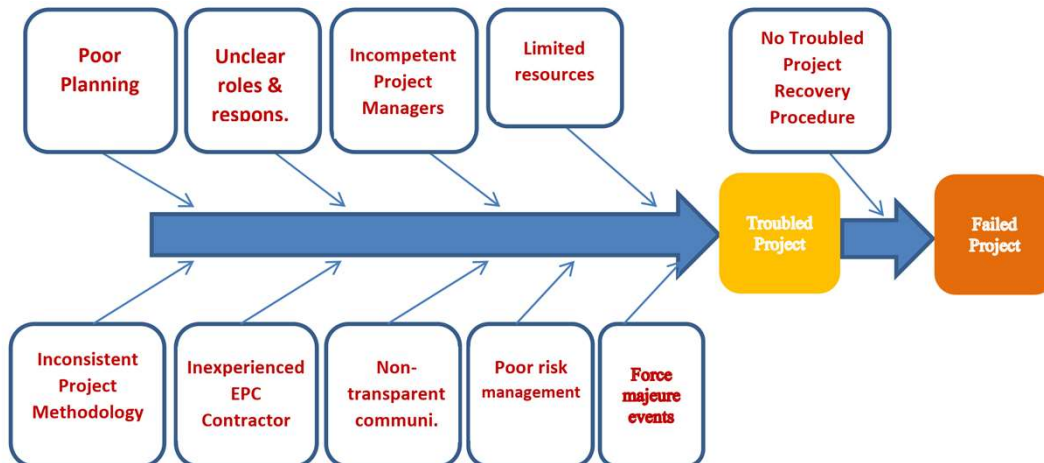 Poor
Planning
Unclear
roles &
respons.
Incompetent
Project
Managers
Limited
resources
No Troubled
Project
Recovery
Procedure
Troubled
Project
Failed
Project
Inconsistent
Project
Methodology
Inexperienced
EPC
Contractor
Non-
transparent
communi.
Poor risk
management
Force
majeure
events